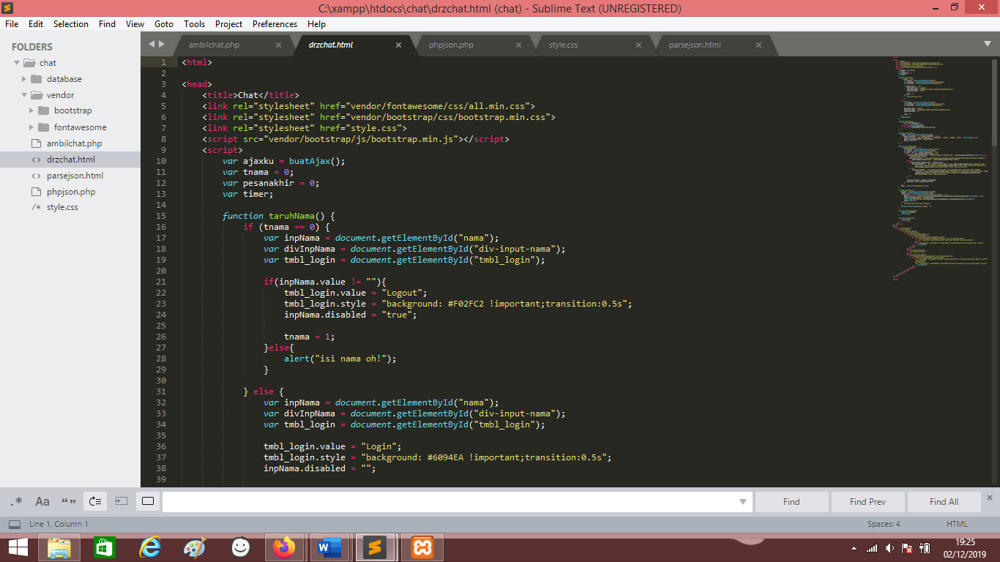 C:\xampp\htdocs\chat\drzchat.html (chat) - Sublime Text (UNREGISTERED)
File Edit Selection Find View Goto Tools Project Preferences Help
FOLDERS
chat
database
vendor
bootstrap
fontawesome
ambilchat.php
<> drzchat.html
<> parsejson.html
phpjson.php
/* style.css
ambilchat.php × drzchat.html × phpjson.php × style.css × parsejson.html ×
1 <html>
2
3 <head>
4 <title>Chat</title>
5 <link rel="stylesheet" href="vendor/fontawesome/css/all.min.css">
6 <link rel="stylesheet" href="vendor/bootstrap/css/bootstrap.min.css">
7 <link rel="stylesheet" href="style.css">
8 <script src="vendor/bootstrap/js/bootstrap.min.js"></script>
9 <script>
10 var ajaxku = buatAjax();
11 var tnama = 0;
12 var pesanakhir = 0;
13 var timer;
14
15 function taruhNama() {
16 if (tnama == 0) {
17 var inpNama = document.getElementById("nama");
18 var divInpNama = document.getElementById("div-input-nama");
19 var tmbl_login = document.getElementById("tmbl_login");
20
21 if(inpNama.value != ""){
22 tmbl_login.value = "Logout";
23 tmbl_login.style = "background: #F02FC2 !important;transition:0.5s";
24 inpNama.disabled = "true";
25
26 tnama = 1;
27 }else{
28 alert("isi nama oh!");
29 }
30
31 } else {
32 var inpNama = document.getElementById("nama");
33 var divInpNama = document.getElementById("div-input-nama");
34 var tmbl_login = document.getElementById("tmbl_login");
35
36 tmbl_login.value = "Login";
37 tmbl_login.style = "background: #6094EA !important;transition:0.5s";
38 inpNama.disabled = "";
39
.* Aa “” Find Find Prev Find All ×
Line 1, Column 1 Spaces: 4 HTML
19:25
02/12/2019